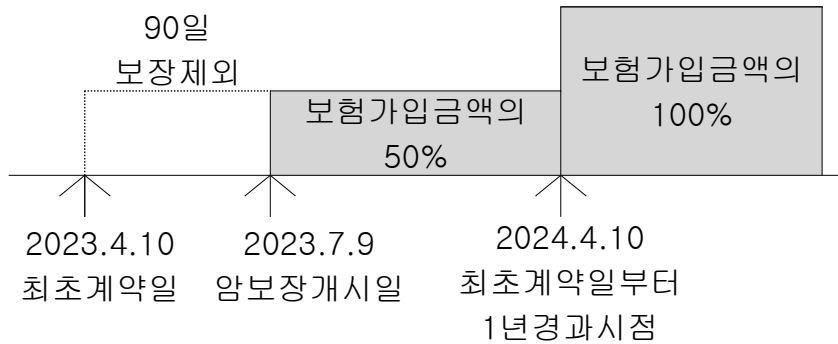 90일
보장제외
보험가입금액의
50%
보험가입금액의
100%
2023.4.10
최초계약일
2023.7.9
암보장개시일
2024.4.10
최초계약일부터
1년경과시점